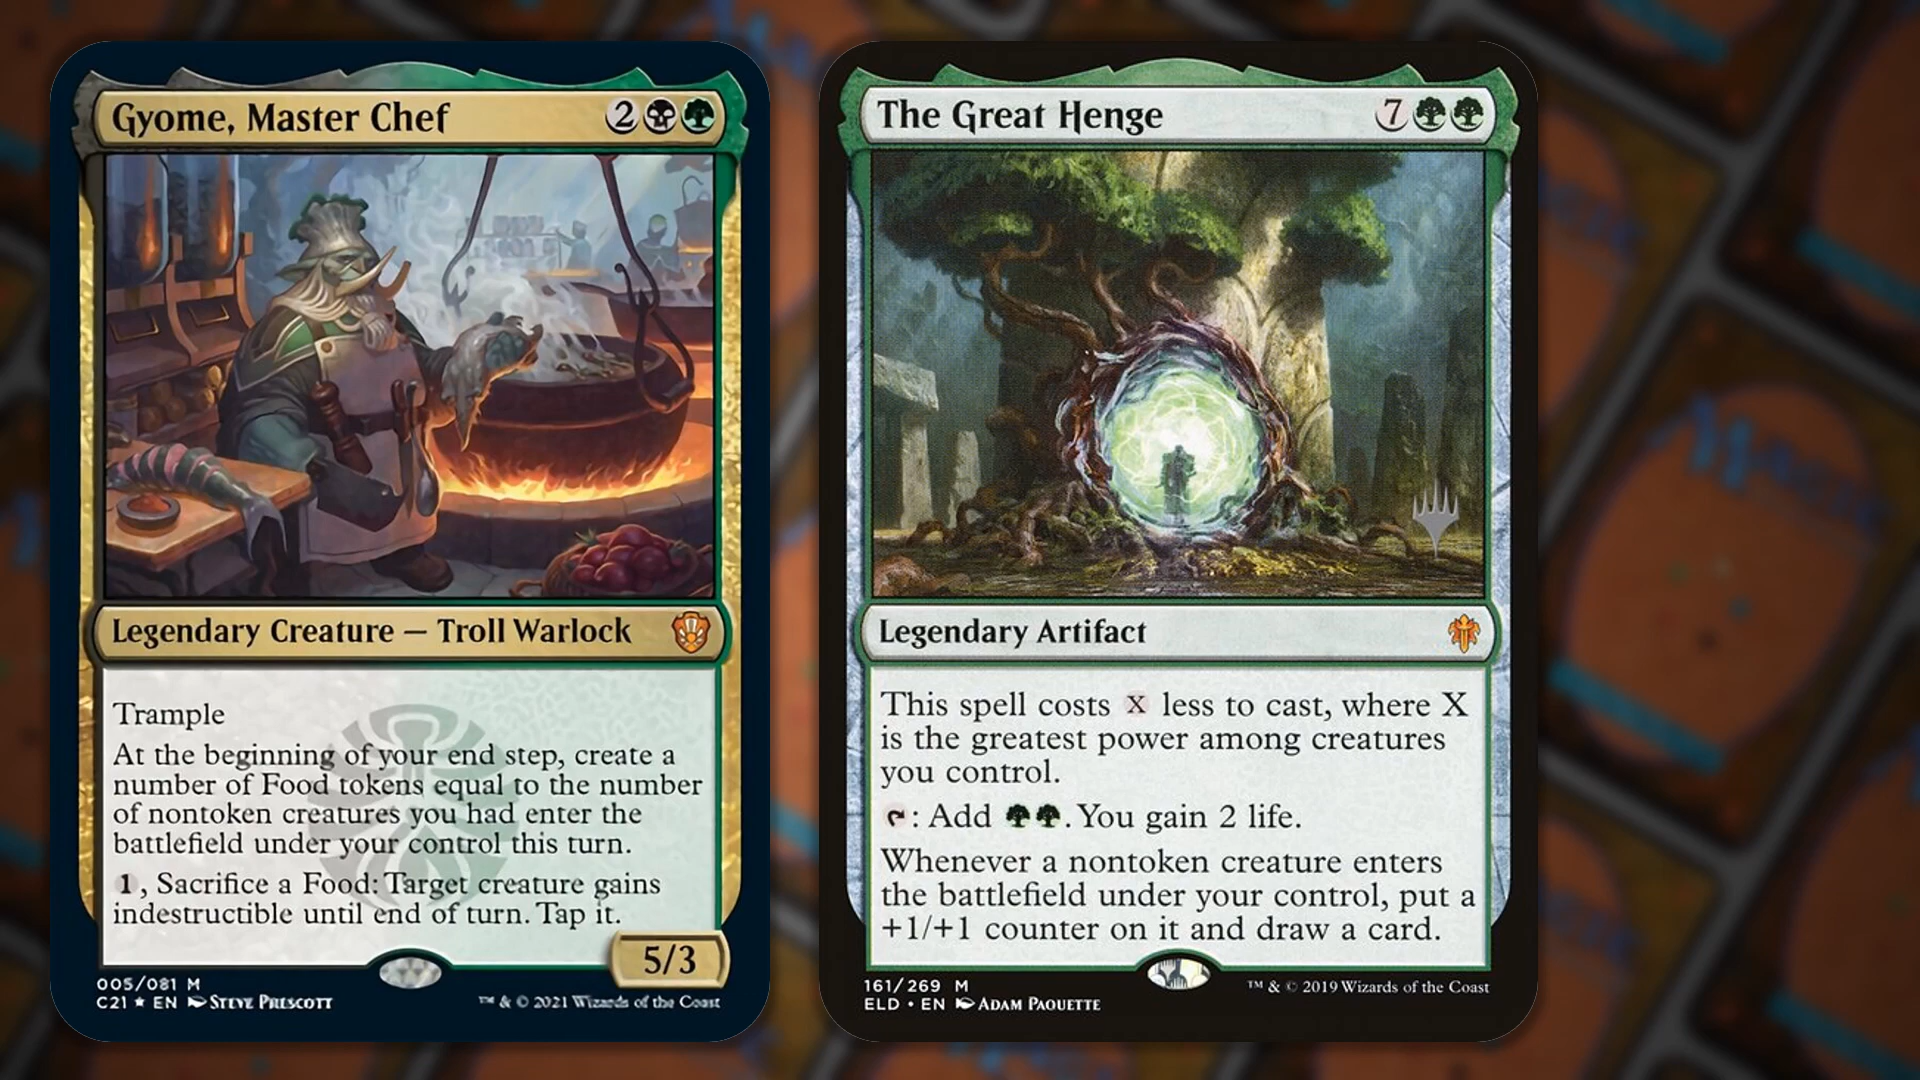 Gyome, Master Chef
2
Legendary Creature — Troll Warlock
Trample
At the beginning of your end step, create a
number of Food tokens equal to the number
of nontoken creatures you had enter the
battlefield under your control this turn.
1, Sacrifice a Food: Target creature gains
indestructible until end of turn. Tap it.
5/3
005/081 M
C21 ★ EN STEVE PRESCOTT
™ & © 2021 Wizards of the Coast
The Great Henge
7
Legendary Artifact
This spell costs X less to cast, where X
is the greatest power among creatures
you control.
: Add . You gain 2 life.
Whenever a nontoken creature enters
the battlefield under your control, put a
+1/+1 counter on it and draw a card.
161/269 M
ELD • EN ADAM PAQUETTE
™ & © 2019 Wizards of the Coast